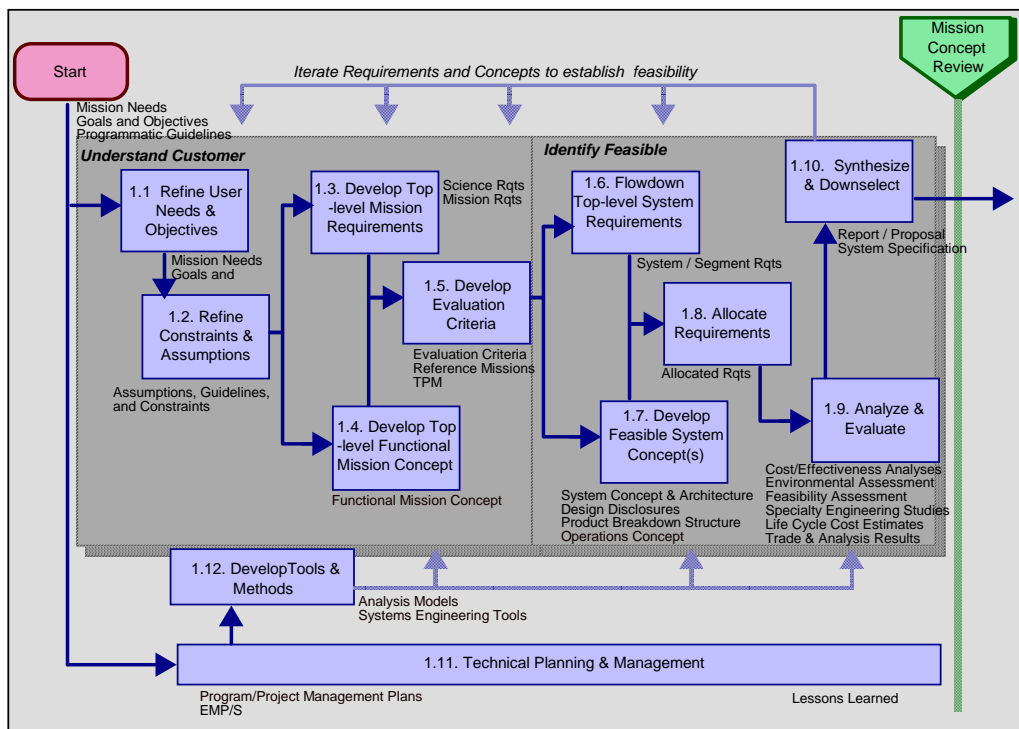 Mission
Concept
Review
Start
Iterate Requirements and Concepts to establish feasibility
Mission Needs
Goals and Objectives
Programmatic Guidelines
Understand Customer
Identify Feasible
1.1 Refine User
Needs &
Objectives
Mission Needs
Goals and
1.2. Refine
Constraints &
Assumptions
Assumptions, Guidelines,
and Constraints
1.3. Develop Top
-level Mission
Requirements
Science Rqts
Mission Rqts
1.4. Develop Top
-level Functional
Mission Concept
Functional Mission Concept
1.5. Develop
Evaluation
Criteria
Evaluation Criteria
Reference Missions
TPM
1.6. Flowdown
Top-level System
Requirements
System / Segment Rqts
1.7. Develop
Feasible System
Concept(s)
System Concept & Architecture
Design Disclosures
Product Breakdown Structure
Operations Concept
1.8. Allocate
Requirements
Allocated Rqts
1.9. Analyze &
Evaluate
Cost/Effectiveness Analyses
Environmental Assessment
Feasibility Assessment
Specialty Engineering Studies
Life Cycle Cost Estimates
Trade & Analysis Results
1.10. Synthesize
& Downselect
Report / Proposal
System Specification
1.12. DevelopTools &
Methods
Analysis Models
Systems Engineering Tools
1.11. Technical Planning & Management
Program/Project Management Plans
EMP/S
Lessons Learned